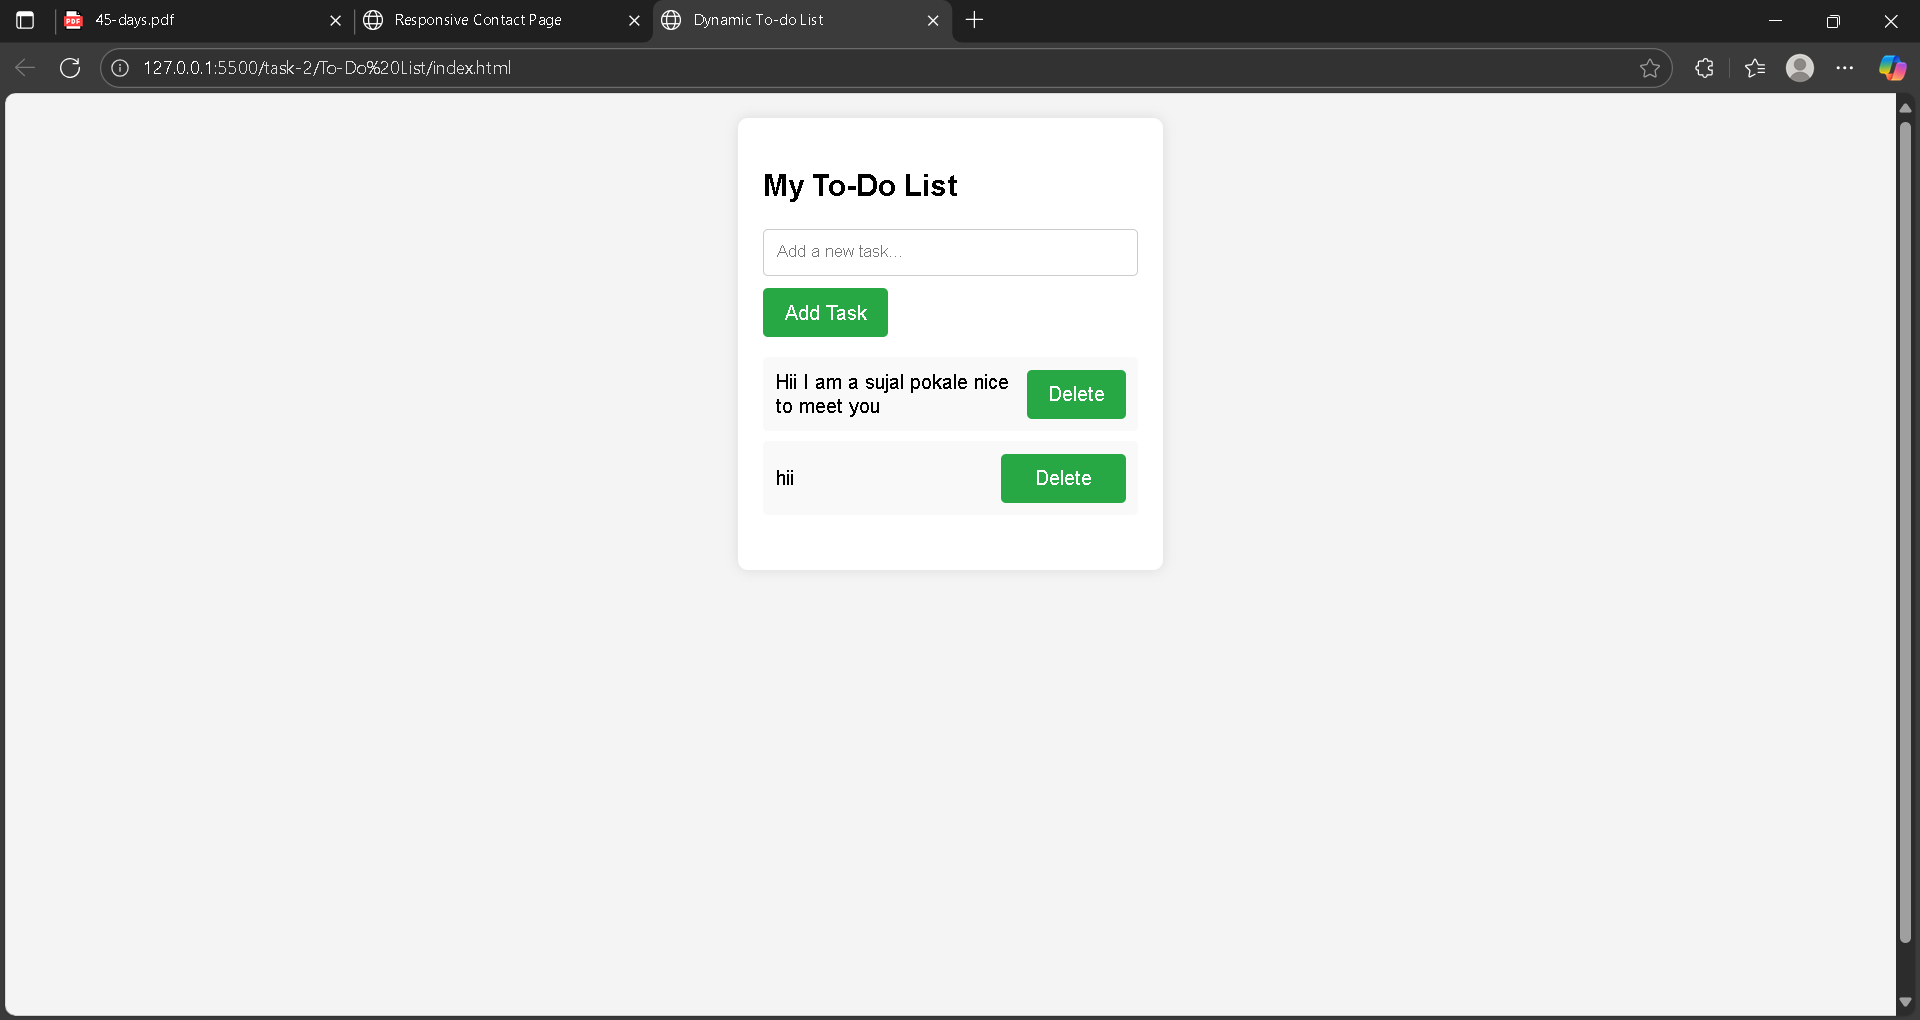 45-days.pdf
Responsive Contact Page
Dynamic To-do List
127.0.0.1:5500/task-2/To-Do%20List/index.html
My To-Do List
Add a new task...
Add Task
Hii I am a sujal pokale nice
to meet you
Delete
hii
Delete